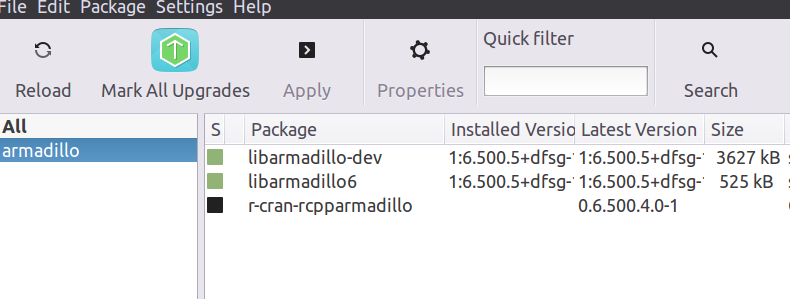 File Edit Package Settings Help
Quick filter
Reload Mark All Upgrades Apply Properties Search
All
armadillo
S Package Installed Versio Latest Version Size
libarmadillo-dev 1:6.500.5+dfsg- 1:6.500.5+dfsg- 3627 kB
libarmadillo6 1:6.500.5+dfsg- 1:6.500.5+dfsg- 525 kB
r-cran-rcpparmadillo 0.6.500.4.0-1